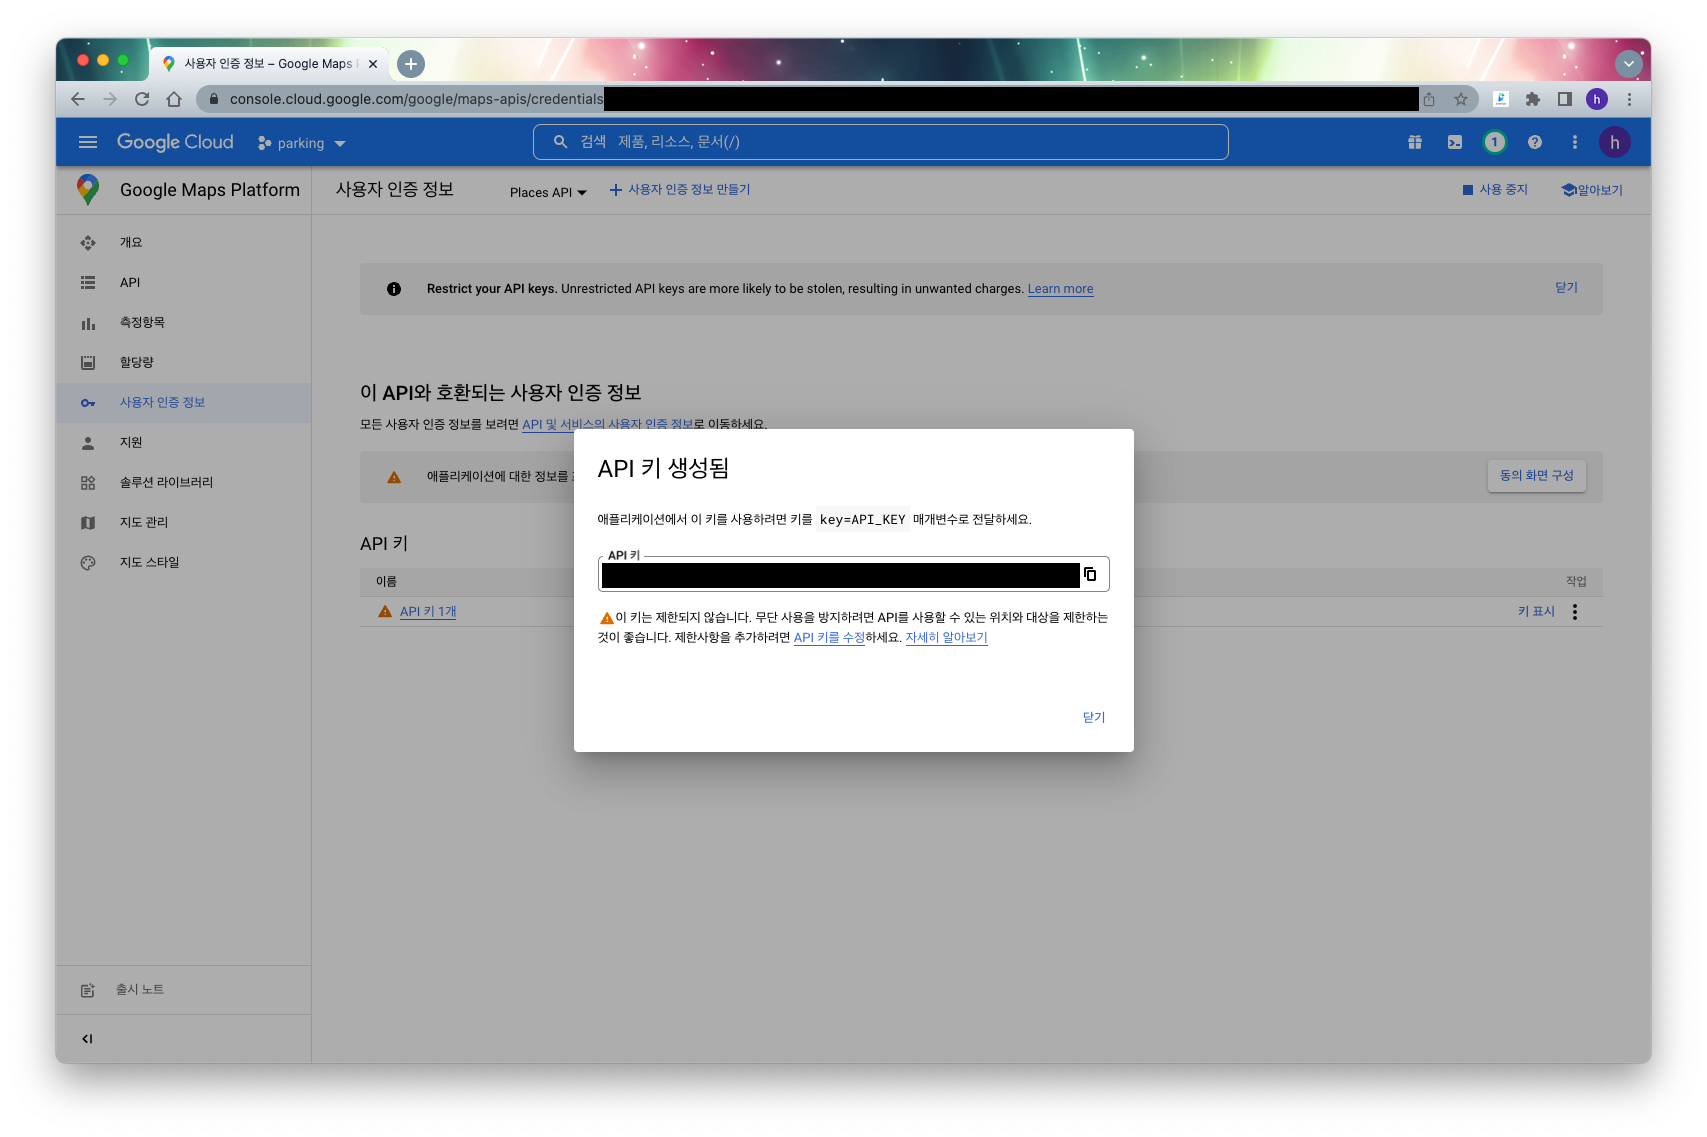 사용자 인증 정보 – Google Maps
console.cloud.google.com/google/maps-apis/credentials
h
Google Cloud
parking
검색 제품, 리소스, 문서(/)
1
h
Google Maps Platform
사용자 인증 정보
Places API
사용자 인증 정보 만들기
사용 중지
알아보기
개요
API
측정항목
할당량
사용자 인증 정보
지원
솔루션 라이브러리
지도 관리
지도 스타일
출시 노트
Restrict your API keys. Unrestricted API keys are more likely to be stolen, resulting in unwanted charges. Learn more
닫기
이 API와 호환되는 사용자 인증 정보
모든 사용자 인증 정보를 보려면 API 및 서비스의 사용자 인증 정보로 이동하세요.
애플리케이션에 대한 정보를
동의 화면 구성
API 키
이름
작업
API 키 1개
키 표시
API 키 생성됨
애플리케이션에서 이 키를 사용하려면 키를 key=API_KEY 매개변수로 전달하세요.
API 키
이 키는 제한되지 않습니다. 무단 사용을 방지하려면 API를 사용할 수 있는 위치와 대상을 제한하는
것이 좋습니다. 제한사항을 추가하려면 API 키를 수정하세요. 자세히 알아보기
닫기